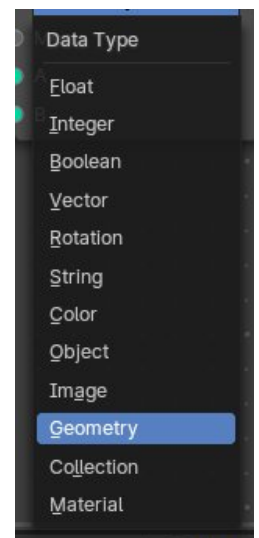 Data Type
Float
Integer
Boolean
Vector
Rotation
String
Color
Object
Image
Geometry
Collection
Material